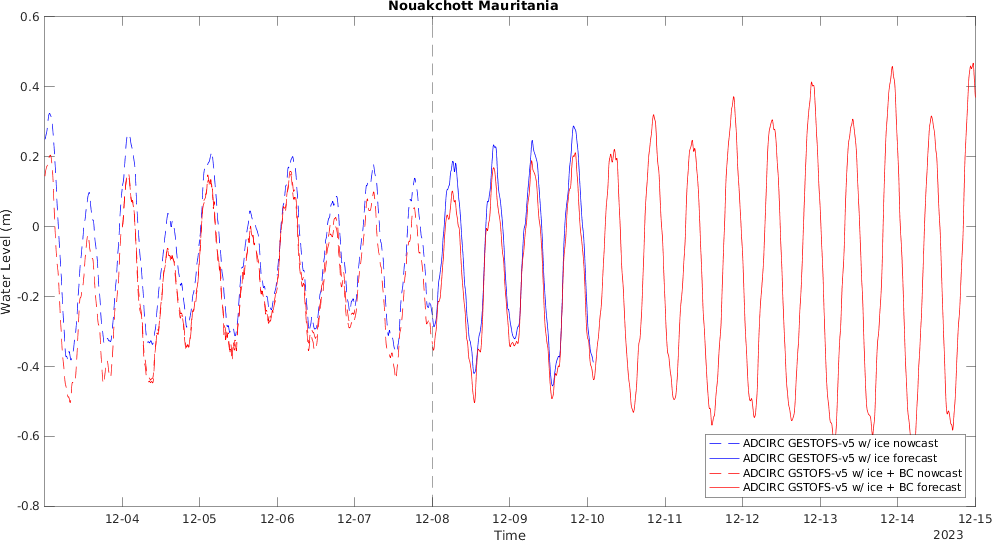 Nouakchott Mauritania
0.6
0.4
0.2
0
-0.2
-0.4
-0.6
-0.8
Water Level (m)
ADCIRC GESTOFS-v5 w/ ice nowcast
ADCIRC GESTOFS-v5 w/ ice forecast
ADCIRC GSTOFS-v5 w/ ice + BC nowcast
ADCIRC GSTOFS-v5 w/ ice + BC forecast
12-04 12-05 12-06 12-07 12-08 12-09 12-10 12-11 12-12 12-13 12-14 12-15
Time
2023